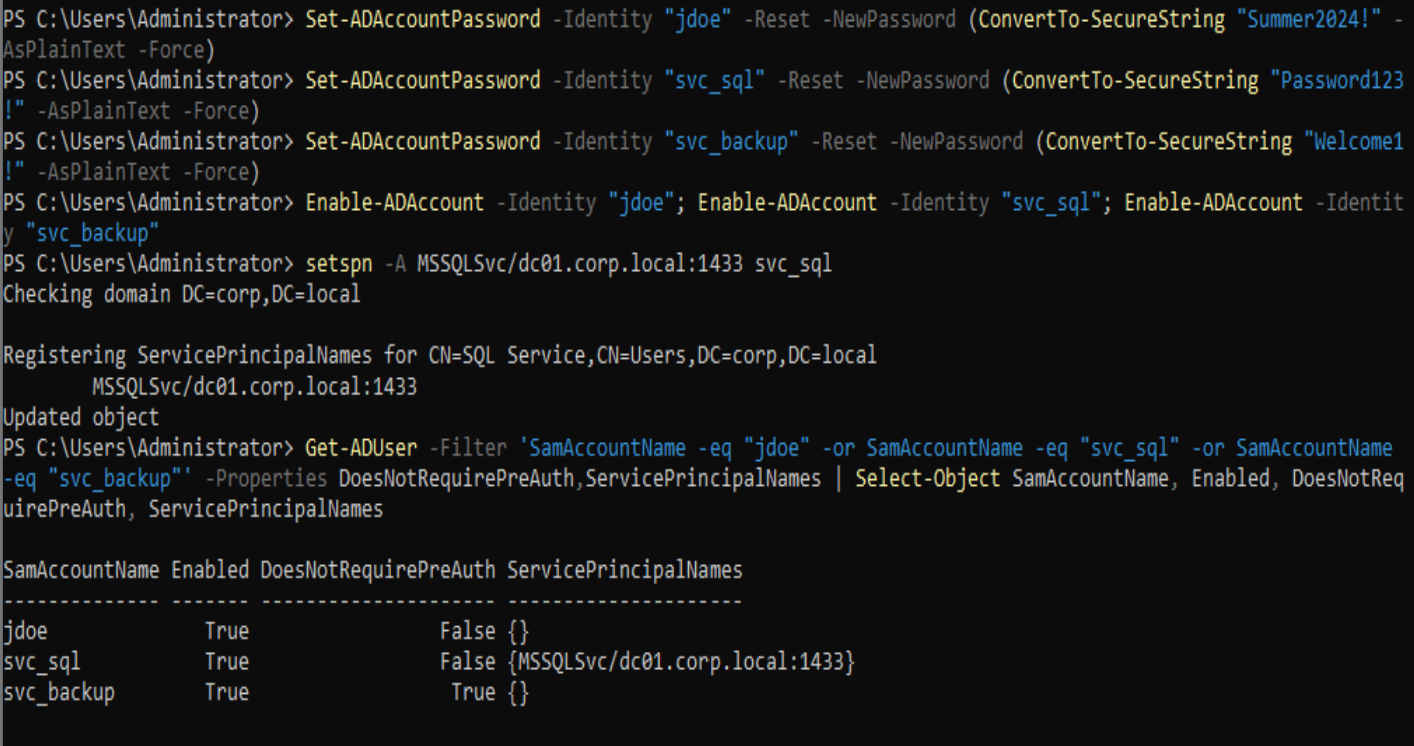 PS C:\Users\Administrator> Set-ADAccountPassword -Identity "jdoe" -Reset -NewPassword (ConvertTo-SecureString "Summer2024!" -
AsPlainText -Force)
PS C:\Users\Administrator> Set-ADAccountPassword -Identity "svc_sql" -Reset -NewPassword (ConvertTo-SecureString "Password123
!" -AsPlainText -Force)
PS C:\Users\Administrator> Set-ADAccountPassword -Identity "svc_backup" -Reset -NewPassword (ConvertTo-SecureString "Welcome1
!" -AsPlainText -Force)
PS C:\Users\Administrator> Enable-ADAccount -Identity "jdoe"; Enable-ADAccount -Identity "svc_sql"; Enable-ADAccount -Identit
y "svc_backup"
PS C:\Users\Administrator> setspn -A MSSQLSvc/dc01.corp.local:1433 svc_sql
Checking domain DC=corp,DC=local

Registering ServicePrincipalNames for CN=SQL Service,CN=Users,DC=corp,DC=local
        MSSQLSvc/dc01.corp.local:1433
Updated object
PS C:\Users\Administrator> Get-ADUser -Filter 'SamAccountName -eq "jdoe" -or SamAccountName -eq "svc_sql" -or SamAccountName
-eq "svc_backup"' -Properties DoesNotRequirePreAuth,ServicePrincipalNames | Select-Object SamAccountName, Enabled, DoesNotReq
uirePreAuth, ServicePrincipalNames

SamAccountName Enabled DoesNotRequirePreAuth ServicePrincipalNames
-------------- ------- --------------------- ---------------------
jdoe              True                 False {}
svc_sql           True                 False {MSSQLSvc/dc01.corp.local:1433}
svc_backup        True                  True {}